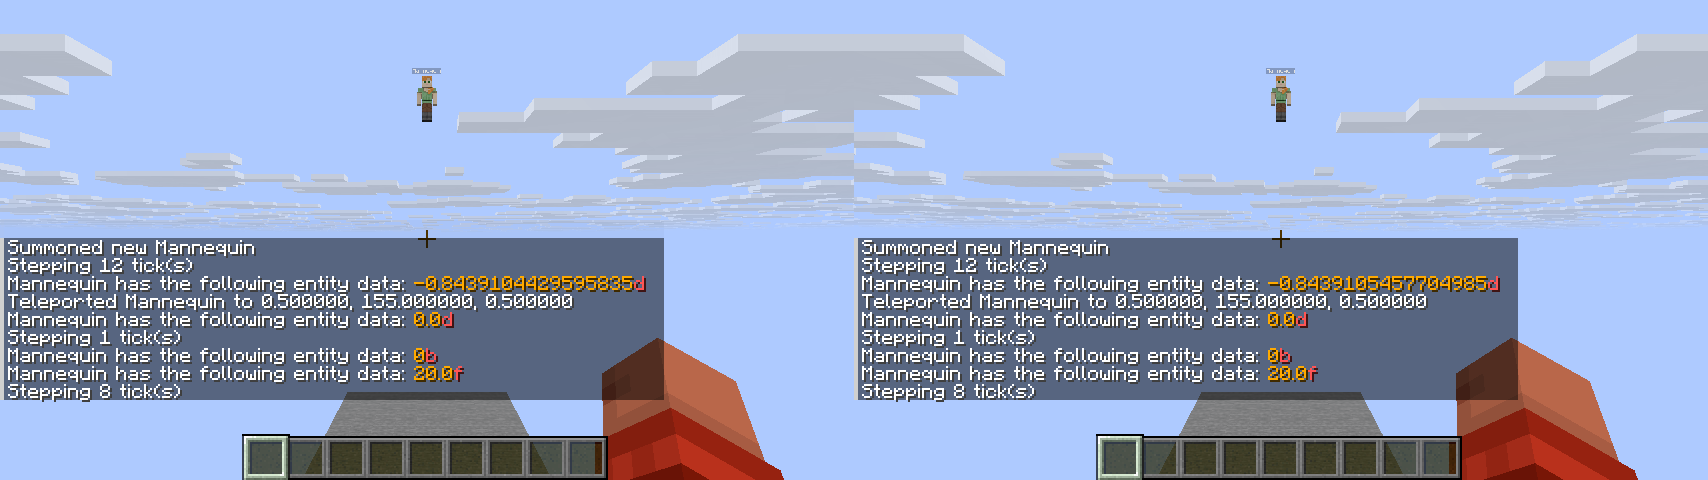 Summoned new Mannequin
Stepping 12 tick(s)
Mannequin has the following entity data: -0.8439104429595835d
Teleported Mannequin to 0.500000, 155.000000, 0.500000
Mannequin has the following entity data: 0.0d
Stepping 1 tick(s)
Mannequin has the following entity data: 0b
Mannequin has the following entity data: 20.0f
Stepping 8 tick(s)
Summoned new Mannequin
Stepping 12 tick(s)
Mannequin has the following entity data: -0.8439105457704985d
Teleported Mannequin to 0.500000, 155.000000, 0.500000
Mannequin has the following entity data: 0.0d
Stepping 1 tick(s)
Mannequin has the following entity data: 0b
Mannequin has the following entity data: 20.0f
Stepping 8 tick(s)